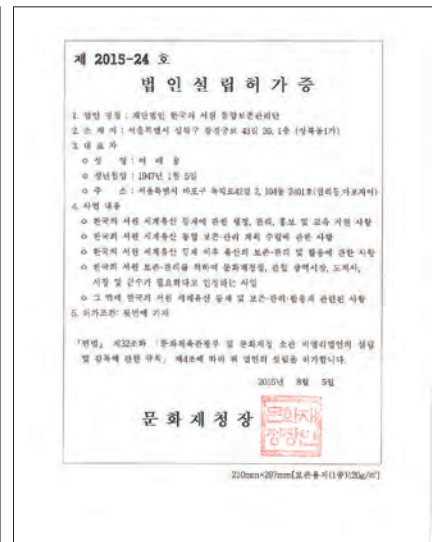 제 2015-24 호
법 인 설 립 허 가 증
1. 법인 명칭 : 재단법인 한국의 서원 통합보존관리단
2. 소 재 지 : 서울특별시 성북구 창경궁로 43길 35, 1층 (성북동1가)
3. 대 표 자
ㅇ 성 명 : 이 배 용
ㅇ 생년월일 : 1947년 1월 5일
ㅇ 주 소 : 서울특별시 마포구 독막로42길 2, 104동 2401호(염리동,마포자이)
4. 사업 내용
ㅇ 한국의 서원 세계유산 등재에 관한 행정, 관리, 홍보 및 교육 지원 사항
ㅇ 한국의 서원 세계유산 통합 보존·관리 계획 수립에 관한 사항
ㅇ 한국의 서원 세계유산 등재 이후 유산의 보존·관리 및 활용에 관한 사항
ㅇ 한국의 서원 보존·관리를 위하여 문화재청장, 관할 광역시장, 도지사,
시장 및 군수가 필요하다고 인정하는 사업
ㅇ 그 밖에 한국의 서원 세계유산 등재 및 보존·관리·활용과 관련된 사항
5. 허가조건: 뒷면에 기재
「민법」 제32조와 「문화체육관광부 및 문화재청 소관 비영리법인의 설립
및 감독에 관한 규칙」 제4조에 따라 위 법인의 설립을 허가합니다.
2015년 8월 5일
문 화 재 청 장
문화재
청장인
210mm×297mm[보존용지(1종)120g/㎡]